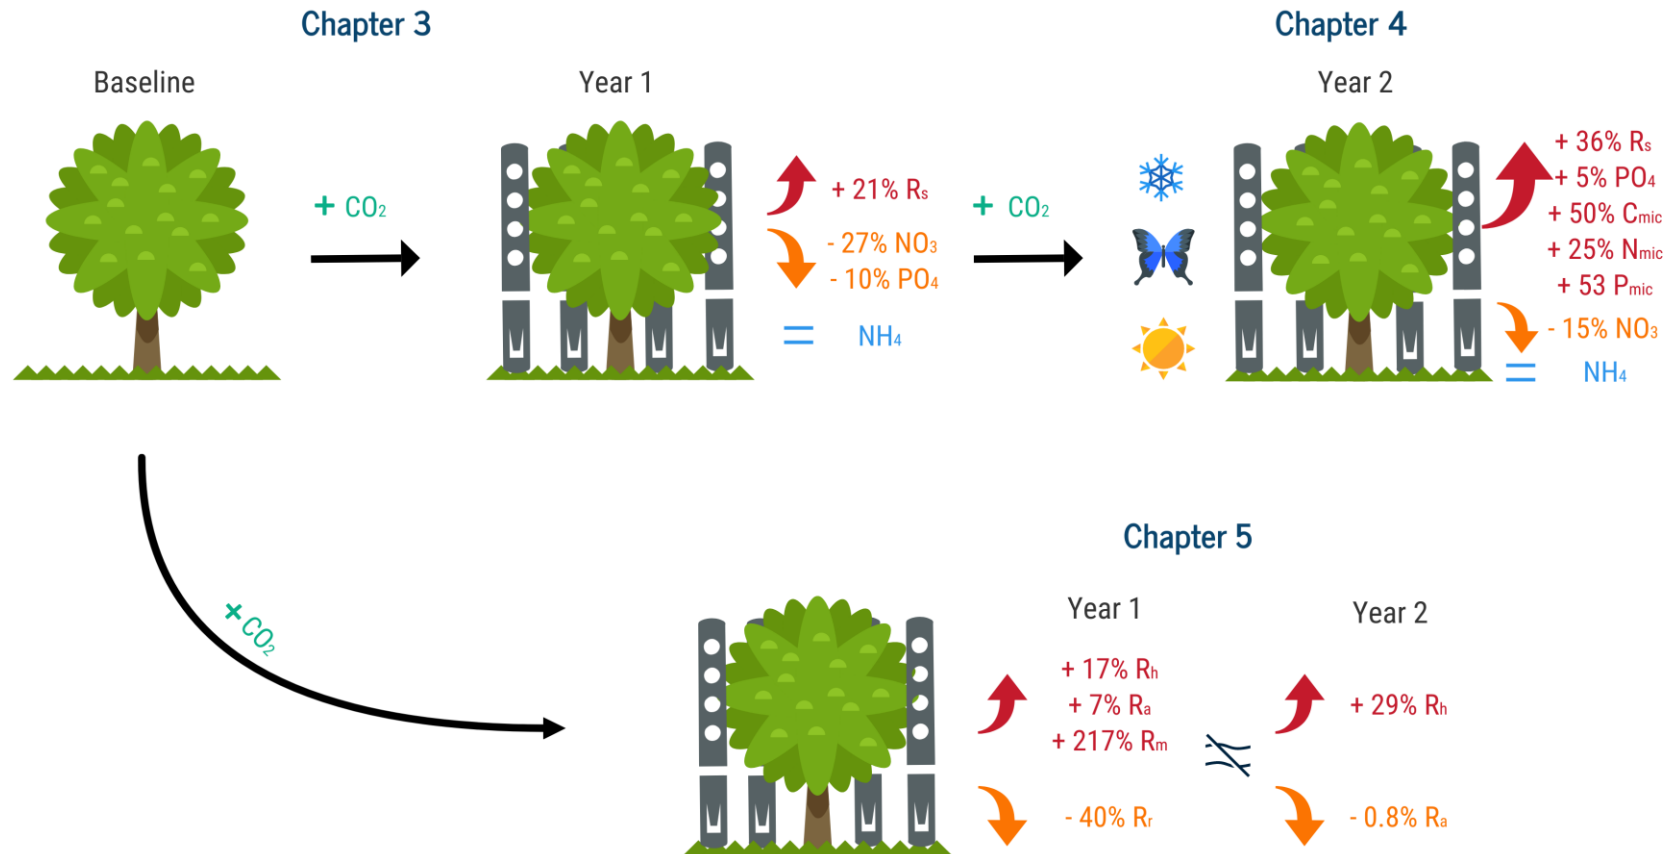 Chapter 3
Chapter 4
Baseline
Year 1
Year 2
+ CO₂
+ 21% Rs
- 27% NO₃
- 10% PO₄
= NH₄
+ CO₂
+ 36% Rs
+ 5% PO₄
+ 50% Cmic
+ 25% Nmic
+ 53 Pmic
- 15% NO₃
= NH₄
+ CO₂
Chapter 5
Year 1
Year 2
+ 17% Rh
+ 7% Ra
+ 217% Rm
- 40% Rr
+ 29% Rh
- 0.8% Ra